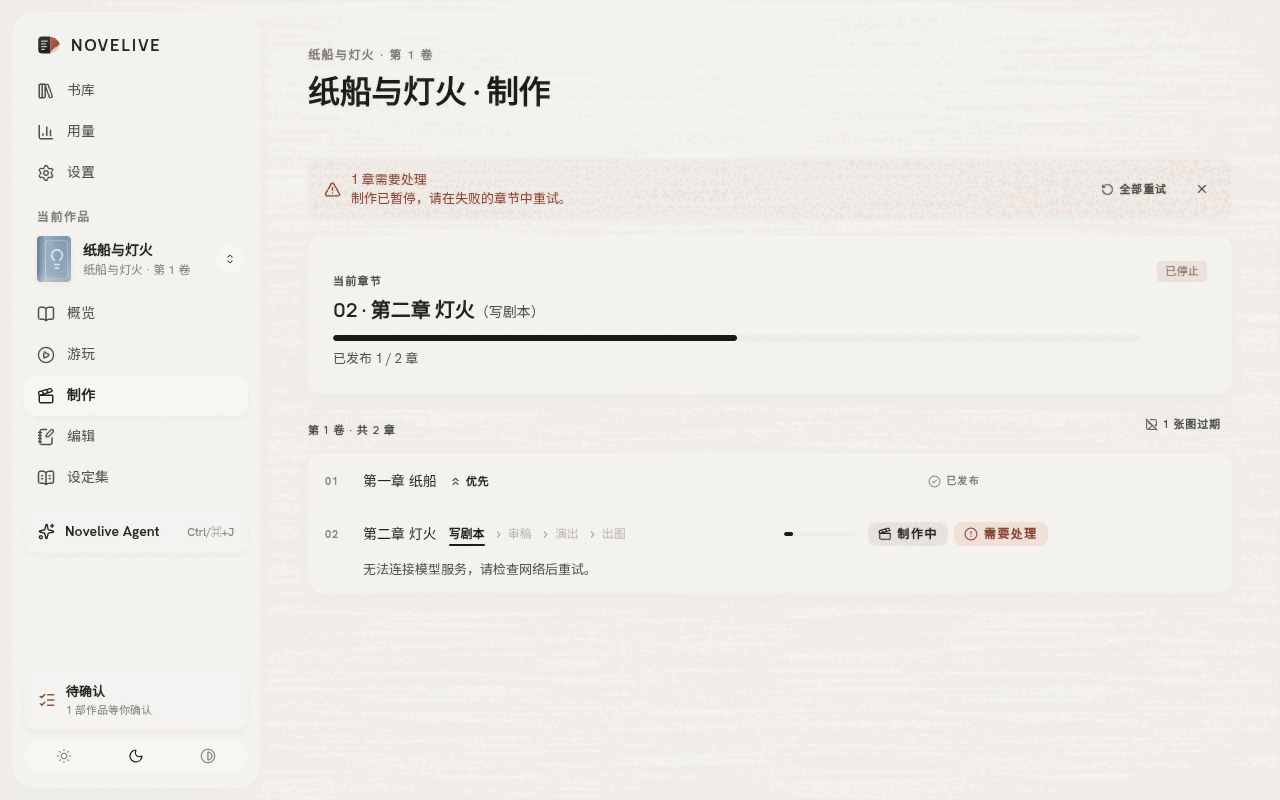 NOVELIVE
书库
用量
设置
当前作品
纸船与灯火
纸船与灯火 · 第 1 卷
概览
游玩
制作
编辑
设定集
Novelive Agent Ctrl/⌘+J
待确认
1 部作品等你确认
纸船与灯火 · 第 1 卷
纸船与灯火 · 制作
1 章需要处理
制作已暂停，请在失败的章节中重试。
全部重试
当前章节
已停止
02 · 第二章 灯火（写剧本）
已发布 1 / 2 章
第 1 卷 · 共 2 章
1 张图过期
01 第一章 纸船 优先 已发布
02 第二章 灯火 写剧本 › 审稿 › 演出 › 出图 制作中 需要处理
无法连接模型服务，请检查网络后重试。